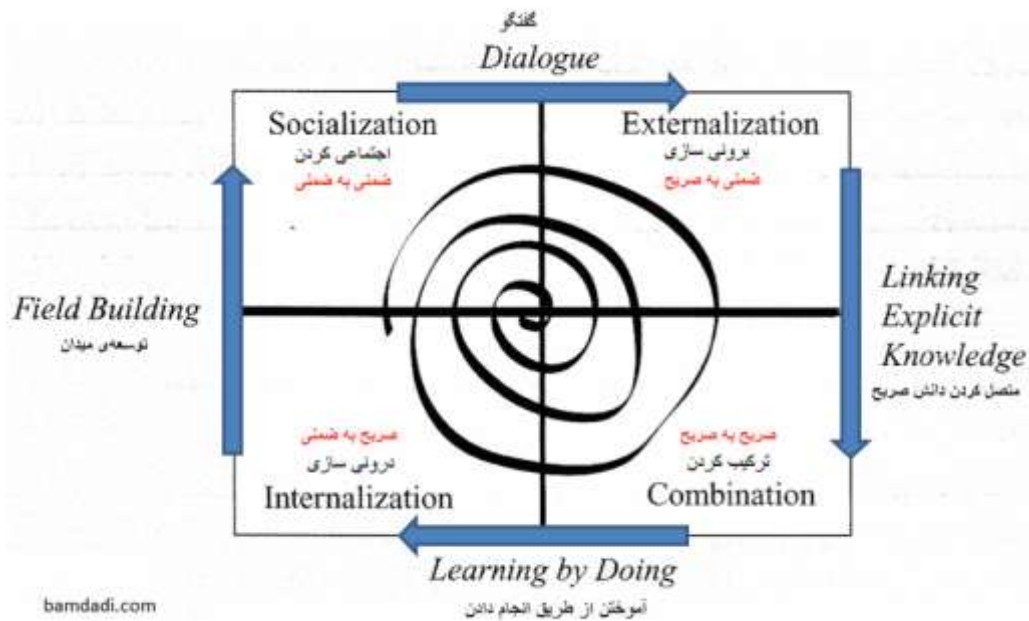 گفتگو
Dialogue
Socialization
اجتماعی کردن
ضمنی به ضمنی
Externalization
برونی سازی
ضمنی به صریح
Field Building
توسعه‌ی میدان
Linking
Explicit
Knowledge
متصل کردن دانش صریح
صریح به ضمنی
درونی سازی
Internalization
صریح به صریح
ترکیب کردن
Combination
Learning by Doing
آموختن از طریق انجام دادن
bamdadi.com